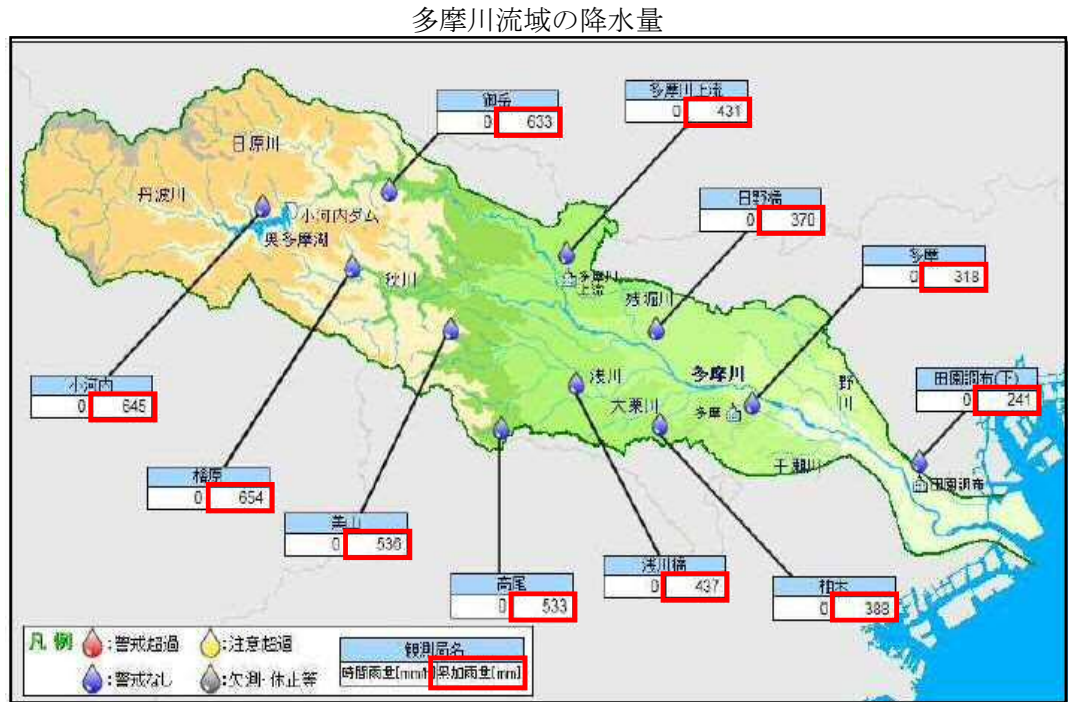 多摩川流域の降水量
御岳
0 633
多摩川上流
0 431
日原川
丹波川
小河内ダム
奥多摩湖
日野橋
0 370
多摩
0 318
秋川
多摩川
上流
残堀川
小河内
0 645
浅川
多摩川
野
川
大栗川
多摩
田園調布(下)
0 241
檜原
0 654
平瀬川
田園調布
美山
0 536
高尾
0 533
浅川橋
0 437
柚木
0 388
凡例
:警戒超過
:注意超過
:警戒なし
:欠測・休止等
観測局名
時間雨量[mm/h] 累加雨量[mm]